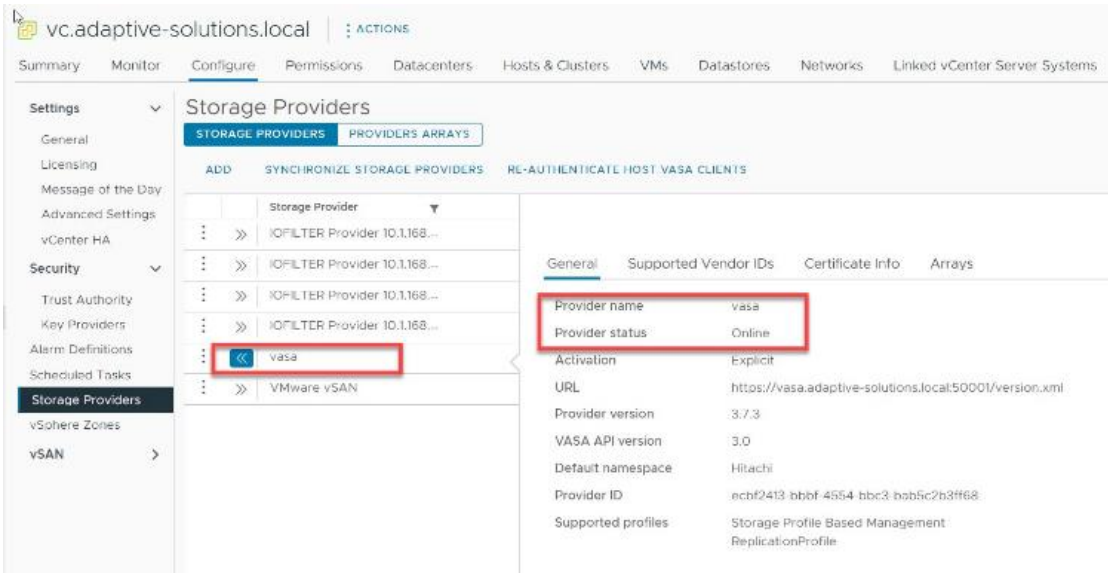 vc.adaptive-solutions.local
ACTIONS
Summary Monitor Configure Permissions Datacenters Hosts & Clusters VMs Datastores Networks Linked vCenter Server Systems
Settings
General
Licensing
Message of the Day
Advanced Settings
vCenter HA
Security
Trust Authority
Key Providers
Alarm Definitions
Scheduled Tasks
Storage Providers
vSphere Zones
vSAN
Storage Providers
STORAGE PROVIDERS PROVIDERS ARRAYS
ADD SYNCHRONIZE STORAGE PROVIDERS RE-AUTHENTICATE HOST VASA CLIENTS
Storage Provider
IOFILTER Provider 10.1.168...
IOFILTER Provider 10.1.168...
IOFILTER Provider 10.1.168...
IOFILTER Provider 10.1.168...
vasa
VMware vSAN
General Supported Vendor IDs Certificate Info Arrays
Provider name vasa
Provider status Online
Activation Explicit
URL https://vasa.adaptive-solutions.local:50001/version.xml
Provider version 3.7.3
VASA API version 3.0
Default namespace Hitachi
Provider ID ecbf2413-bbbf-4554-bbc3-bab5c2b3ff68
Supported profiles Storage Profile Based Management
ReplicationProfile